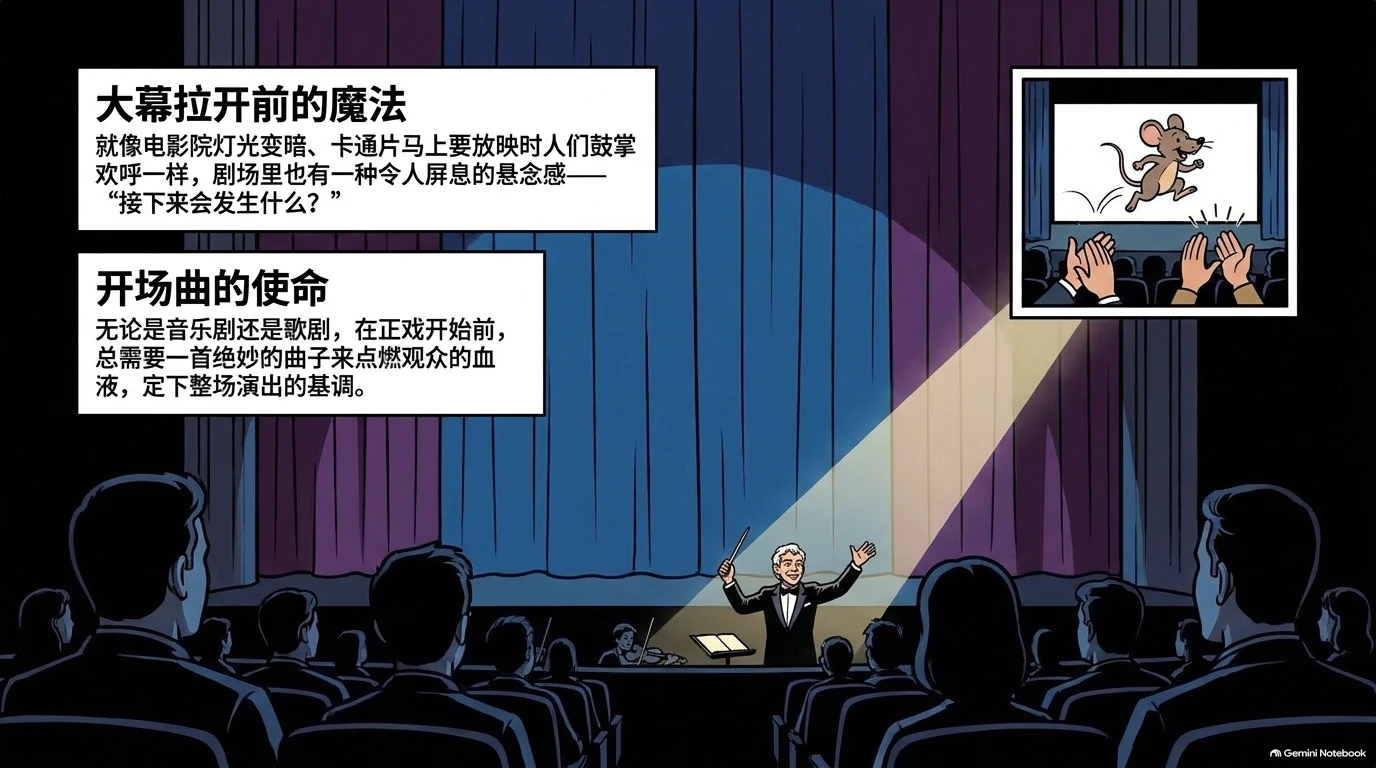 大幕拉开前的魔法
就像电影院灯光变暗、卡通片马上要放映时人们鼓掌
欢呼一样，剧场里也有一种令人屏息的悬念感——
“接下来会发生什么？”
开场曲的使命
无论是音乐剧还是歌剧，在正戏开始前，
总需要一首绝妙的曲子来点燃观众的血
液，定下整场演出的基调。
Gemini Notebook